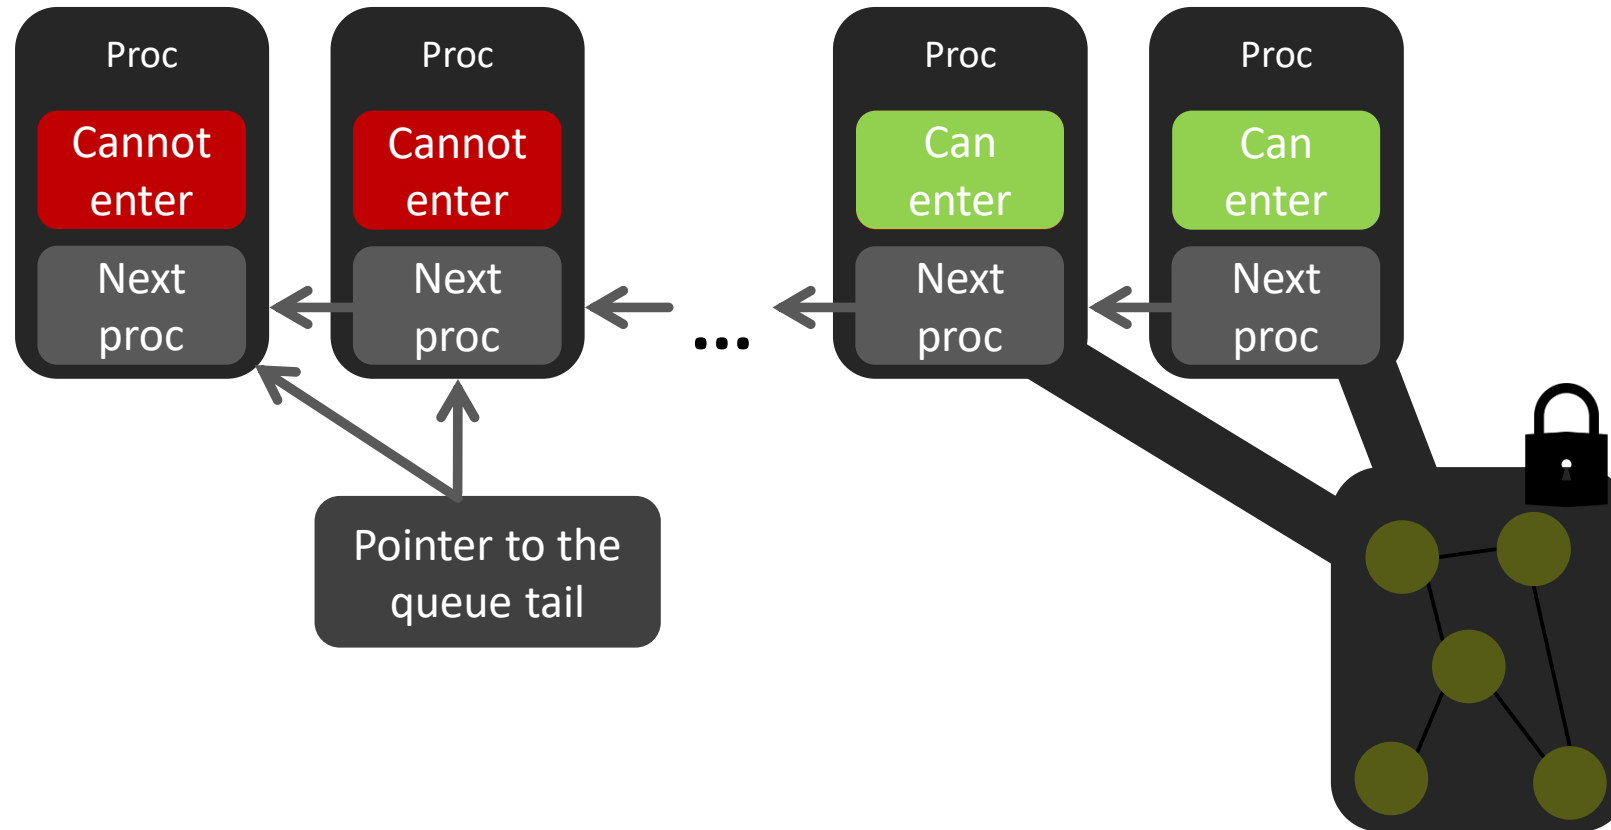 Proc
Cannot
enter
Next
proc
Proc
Cannot
enter
Next
proc
...
Proc
Can
enter
Next
proc
Proc
Can
enter
Next
proc
Pointer to the
queue tail